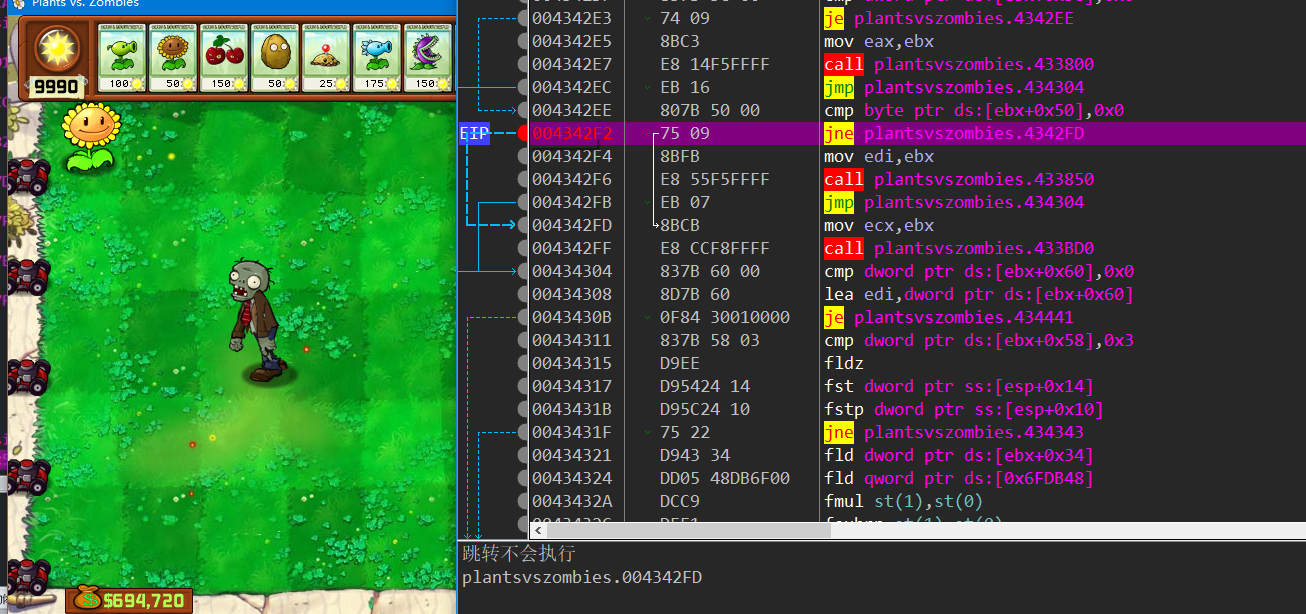 Plants vs. Zombies
9990
100
50
150
50
25
175
150
$694,720
EIP
004342E3 74 09 je plantsvszombies.4342EE
004342E5 8BC3 mov eax,ebx
004342E7 E8 14F5FFFF call plantsvszombies.433800
004342EC EB 16 jmp plantsvszombies.434304
004342EE 807B 50 00 cmp byte ptr ds:[ebx+0x50],0x0
004342F2 75 09 jne plantsvszombies.4342FD
004342F4 8BFB mov edi,ebx
004342F6 E8 55F5FFFF call plantsvszombies.433850
004342FB EB 07 jmp plantsvszombies.434304
004342FD 8BCB mov ecx,ebx
004342FF E8 CCF8FFFF call plantsvszombies.433BD0
00434304 837B 60 00 cmp dword ptr ds:[ebx+0x60],0x0
00434308 8D7B 60 lea edi,dword ptr ds:[ebx+0x60]
0043430B 0F84 30010000 je plantsvszombies.434441
00434311 837B 58 03 cmp dword ptr ds:[ebx+0x58],0x3
00434315 D9EE fldz
00434317 D95424 14 fst dword ptr ss:[esp+0x14]
0043431B D95C24 10 fstp dword ptr ss:[esp+0x10]
0043431F 75 22 jne plantsvszombies.434343
00434321 D943 34 fld dword ptr ds:[ebx+0x34]
00434324 DD05 48DB6F00 fld qword ptr ds:[0x6FDB48]
0043432A DCC9 fmul st(1),st(0)
跳转不会执行
plantsvszombies.004342FD